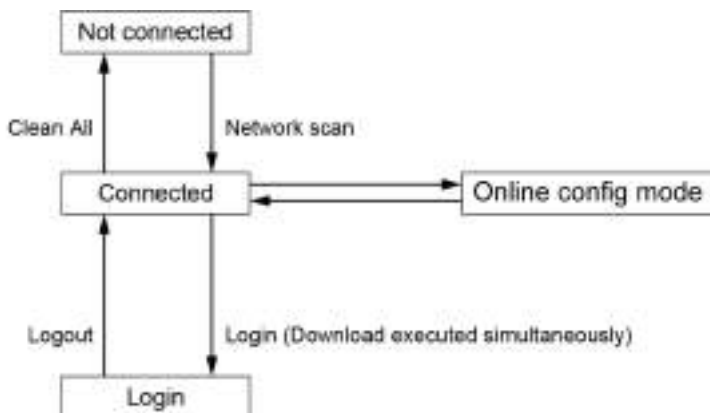 Not connected
Clean All
Network scan
Connected
Online config mode
Logout
Login (Download executed simultaneously)
Login